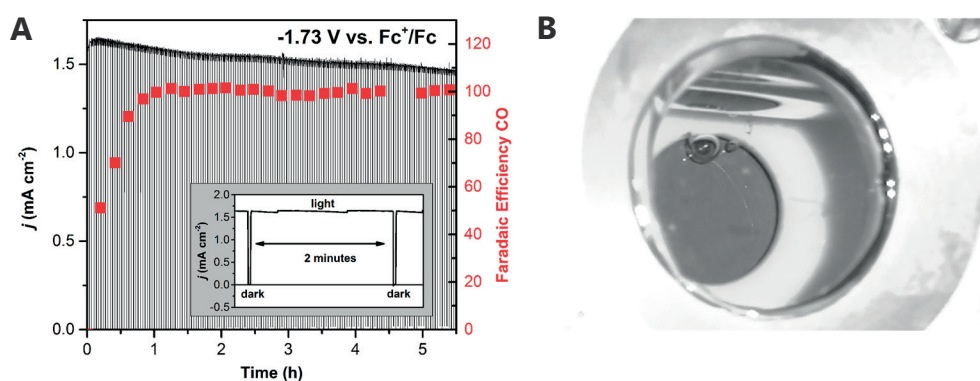 A
-1.73 V vs. Fc⁺/Fc
j (mA cm⁻²)
1.5
1.0
0.5
0.0
0
1
2
3
4
5
Time (h)
120
100
80
60
40
20
0
Faradaic Efficiency CO
j (mA cm⁻²)
2.0
1.5
1.0
0.5
0.0
-0.5
light
2 minutes
dark
dark
B